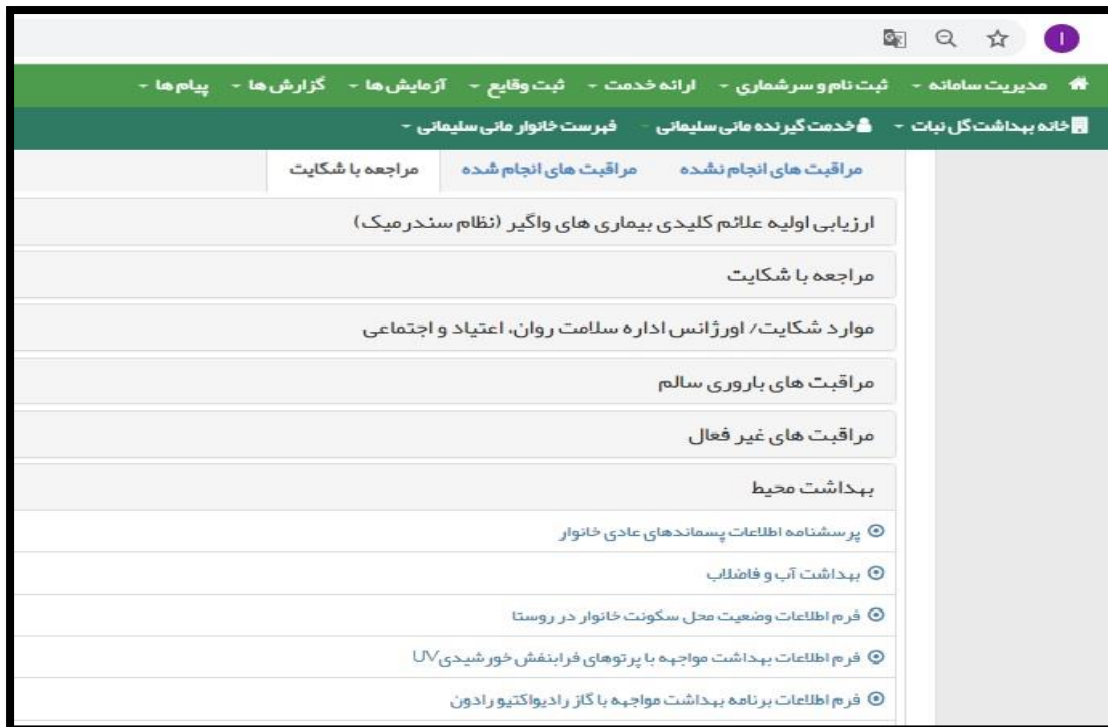 I
مدیریت سامانه ثبت نام و سرشماری ارائه خدمت ثبت وقایع آزمایش ها گزارش ها پیام ها
خانه بهداشت گل نبات خدمت گیرنده مانی سلیمانی فهرست خانوار مانی سلیمانی
مراقبت های انجام نشده مراقبت های انجام شده مراجعه با شکایت
ارزیابی اولیه علائم کلیدی بیماری های واگیر (نظام سندرمیک)
مراجعه با شکایت
موارد شکایت/ اورژانس اداره سلامت روان، اعتیاد و اجتماعی
مراقبت های باروری سالم
مراقبت های غیر فعال
بهداشت محیط
پرسشنامه اطلاعات پسماندهای عادی خانوار
بهداشت آب و فاضلاب
فرم اطلاعات وضعیت محل سکونت خانوار در روستا
فرم اطلاعات بهداشت مواجهه با پرتوهای فرابنفش خورشیدی UV
فرم اطلاعات برنامه بهداشت مواجهه با گاز رادیواکتیو رادون